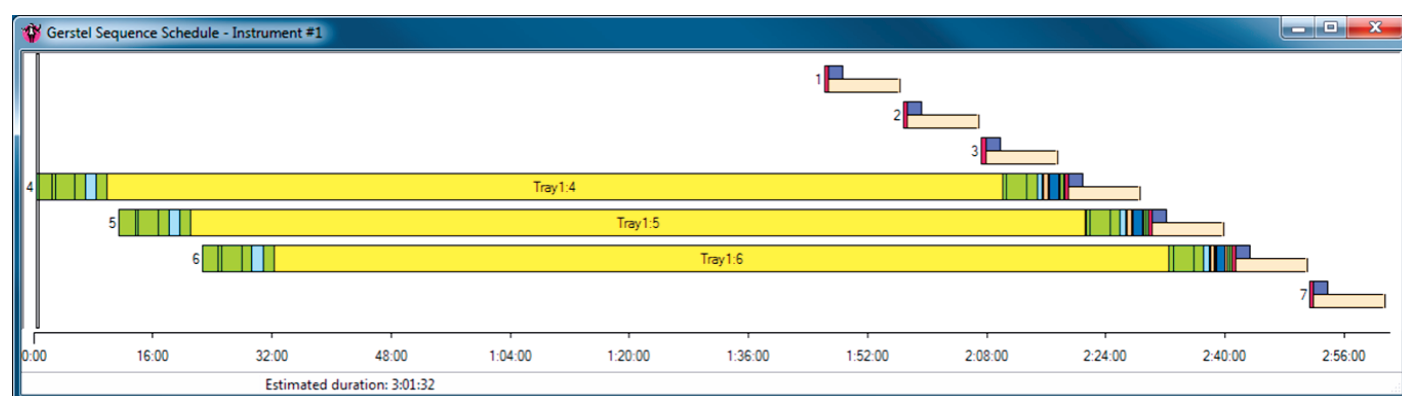 Gerstel Sequence Schedule - Instrument #1
1
2
3
4 Tray1:4
5 Tray1:5
6 Tray1:6
7
0:00 16:00 32:00 48:00 1:04:00 1:20:00 1:36:00 1:52:00 2:08:00 2:24:00 2:40:00 2:56:00
Estimated duration: 3:01:32